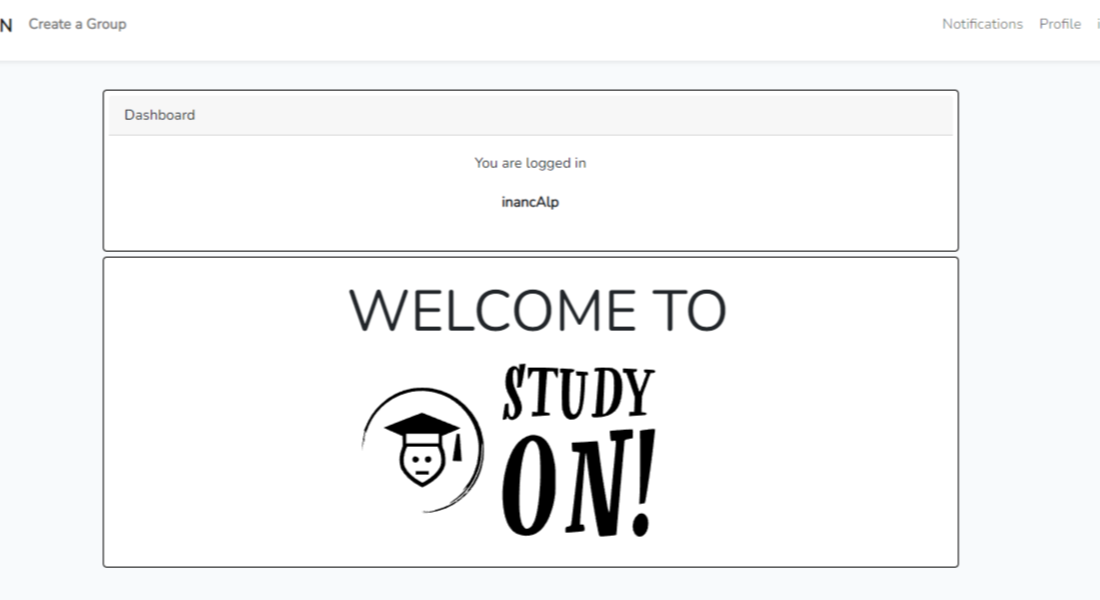 N Create a Group Notifications Profile
Dashboard
You are logged in
inancAlp
WELCOME TO
STUDY
ON!